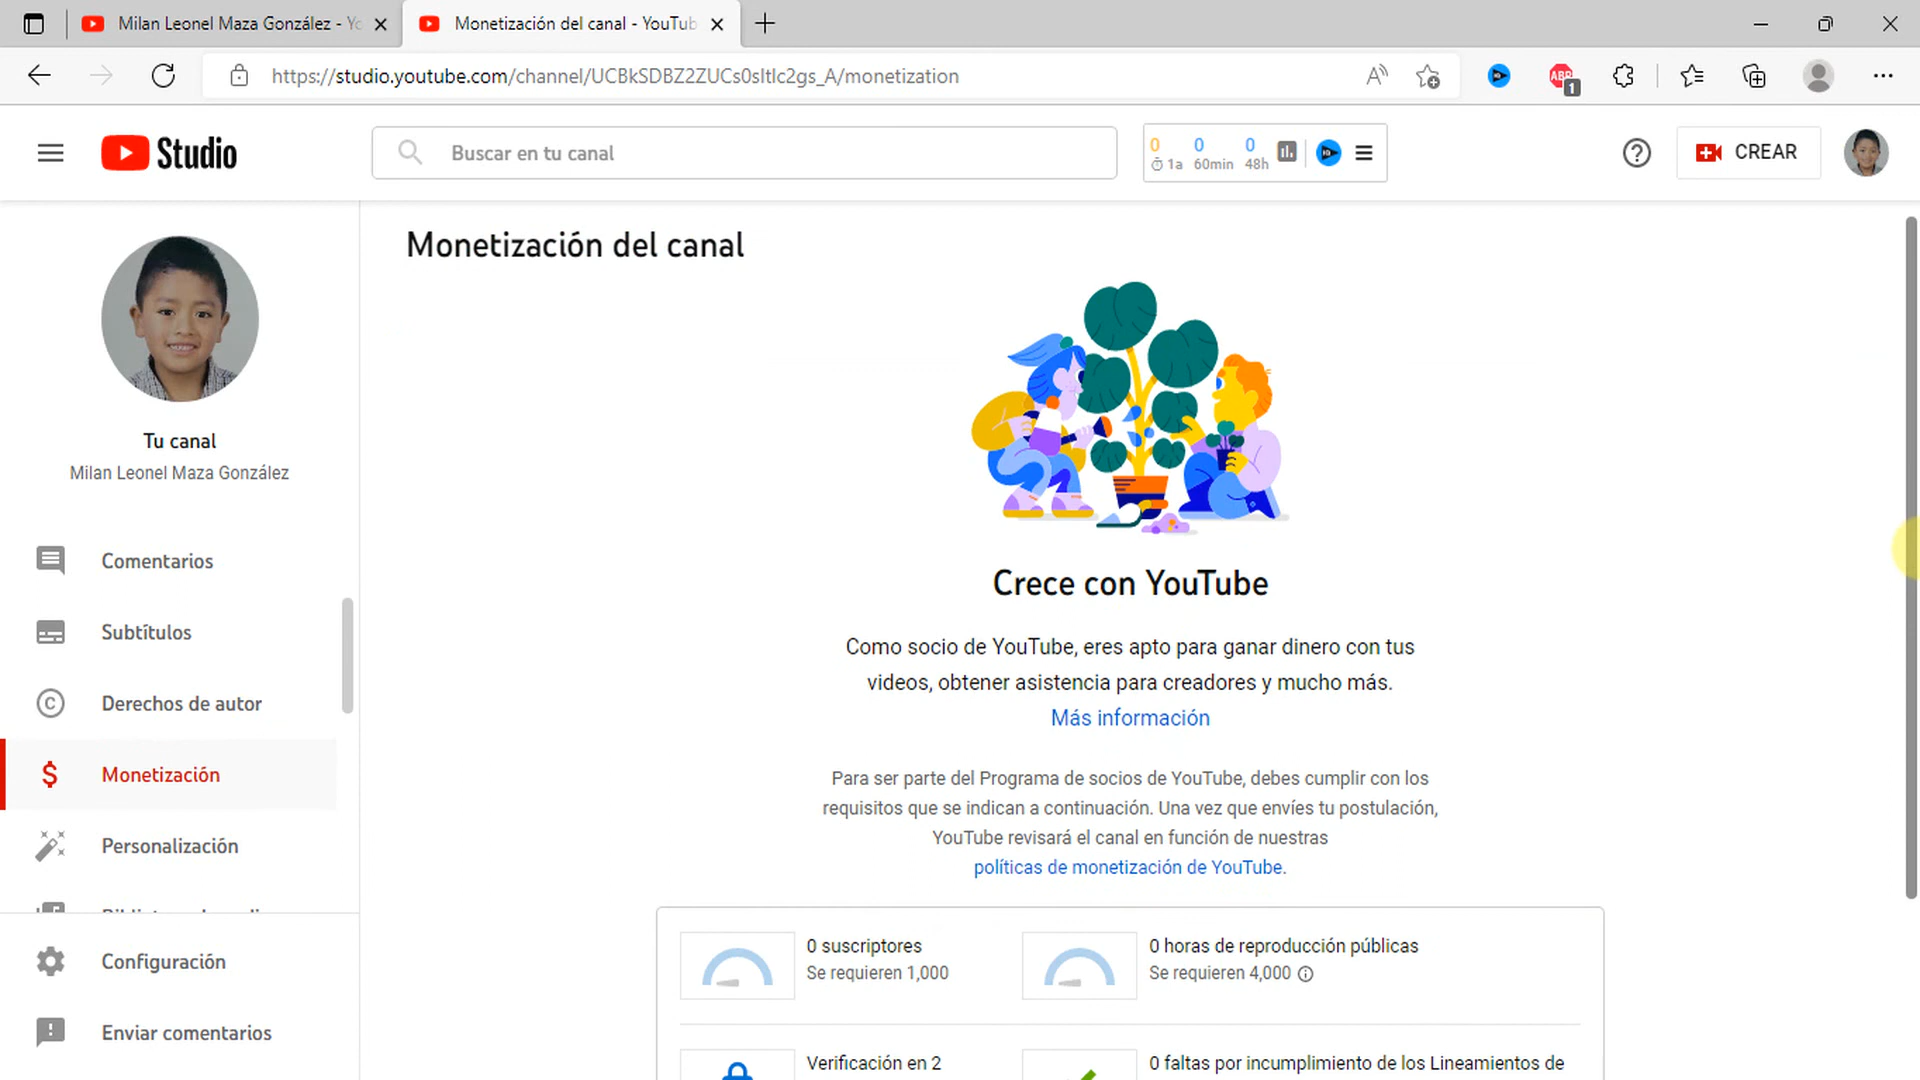 Milan Leonel Maza González - Yo
Monetización del canal - YouTub
https://studio.youtube.com/channel/UCBkSDBZ2ZUCs0sltlc2gs_A/monetization
ABP
1
Studio
Buscar en tu canal
0 0 0
1a 60min 48h
CREAR
Tu canal
Milan Leonel Maza González
Comentarios
Subtítulos
Derechos de autor
Monetización
Personalización
Configuración
Enviar comentarios
Monetización del canal
Crece con YouTube
Como socio de YouTube, eres apto para ganar dinero con tus
videos, obtener asistencia para creadores y mucho más.
Más información
Para ser parte del Programa de socios de YouTube, debes cumplir con los
requisitos que se indican a continuación. Una vez que envíes tu postulación,
YouTube revisará el canal en función de nuestras
políticas de monetización de YouTube.
0 suscriptores
Se requieren 1,000
0 horas de reproducción públicas
Se requieren 4,000
Verificación en 2
0 faltas por incumplimiento de los Lineamientos de